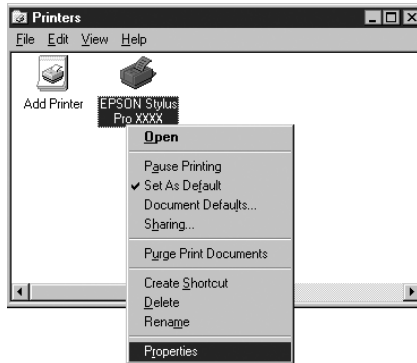 Printers
File Edit View Help
Add Printer
EPSON Stylus
Pro XXXX
Open
Pause Printing
Set As Default
Document Defaults...
Sharing...
Purge Print Documents
Create Shortcut
Delete
Rename
Properties